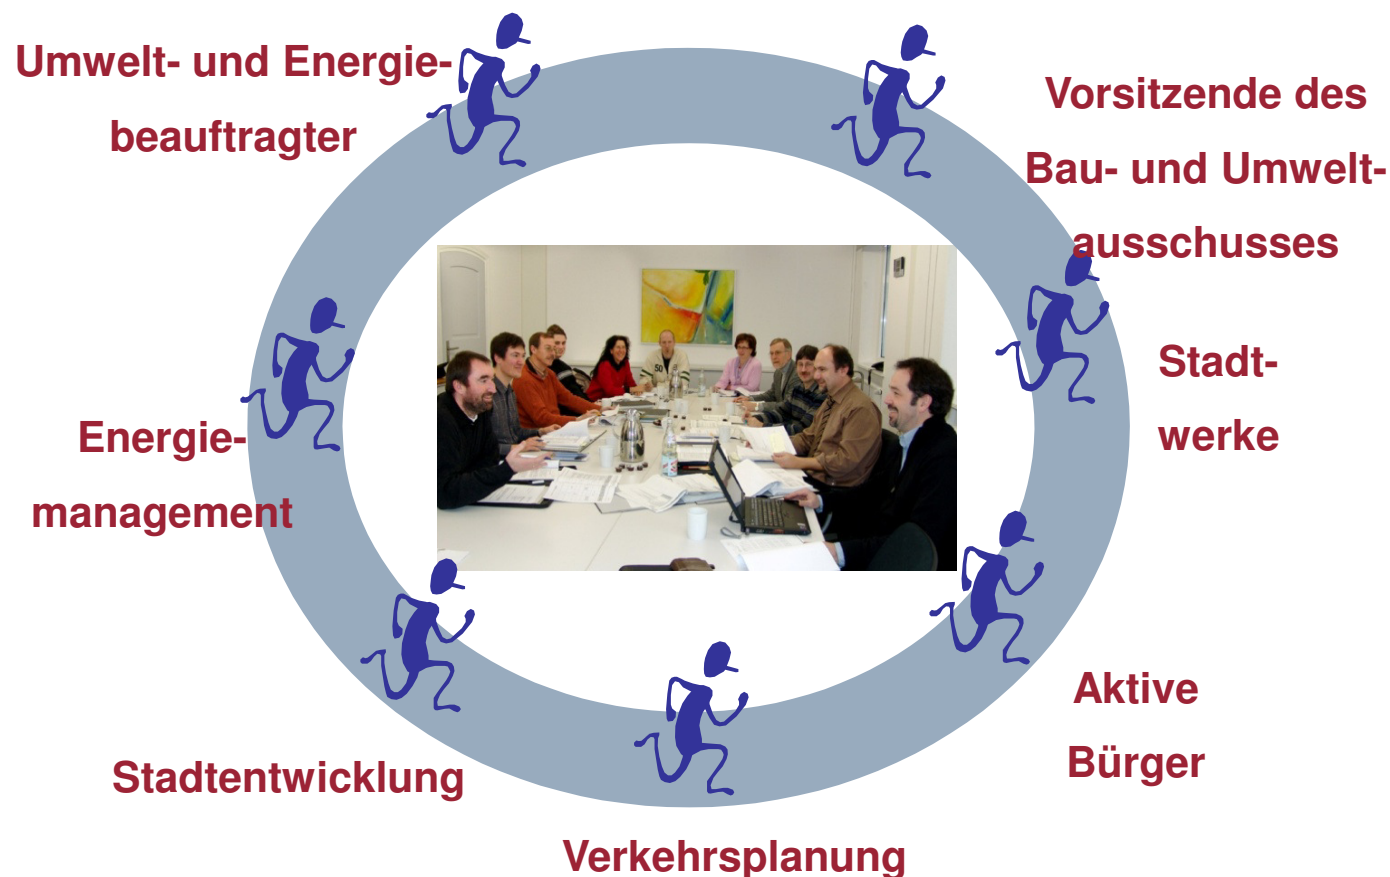 Umwelt- und Energie-
beauftragter
Vorsitzende des
Bau- und Umwelt-
ausschusses
Stadt-
werke
Energie-
management
Aktive
Bürger
Stadtentwicklung
Verkehrsplanung